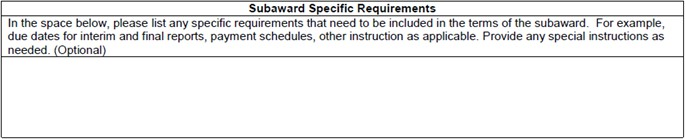 Subaward Specific Requirements
In the space below, please list any specific requirements that need to be included in the terms of the subaward.  For example,
due dates for interim and final reports, payment schedules, other instruction as applicable. Provide any special instructions as
needed. (Optional)